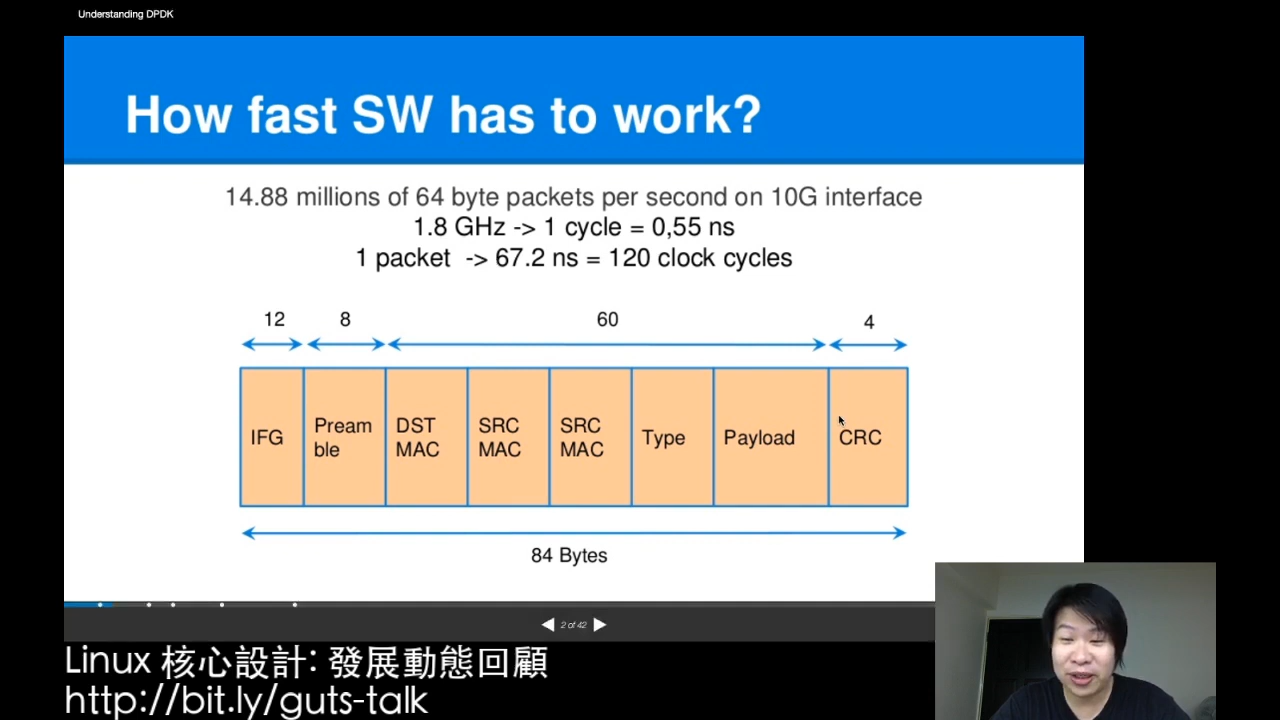 Understanding DPDK
How fast SW has to work?
14.88 millions of 64 byte packets per second on 10G interface
1.8 GHz -> 1 cycle = 0,55 ns
1 packet -> 67.2 ns = 120 clock cycles
12 8 60 4
IFG
Pream
ble
DST
MAC
SRC
MAC
SRC
MAC
Type
Payload
CRC
84 Bytes
2 of 42
Linux 核心設計: 發展動態回顧
http://bit.ly/guts-talk